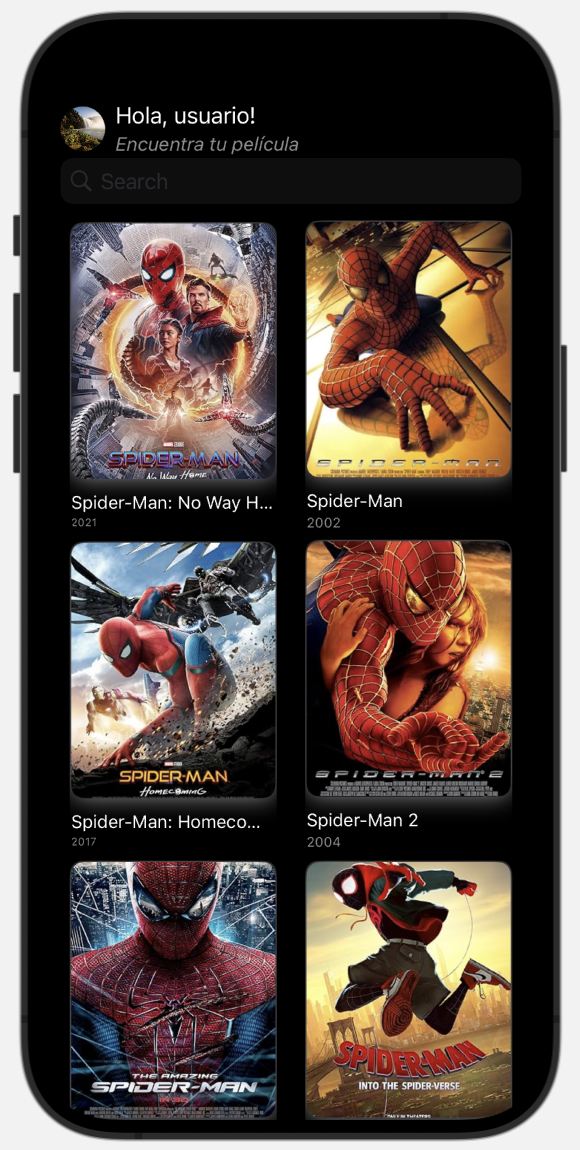 Hola, usuario!
Encuentra tu película
Search
MARVEL STUDIOS
SPIDER-MAN
No Way Home
SPIDER-MAN
Spider-Man: No Way H...
Spider-Man
2021
2002
SPIDER-MAN
HOMECOMING
SPIDER-MAN 2
Spider-Man: Homeco...
Spider-Man 2
2017
2004
THE AMAZING
SPIDER-MAN
SPIDER-MAN
INTO THE SPIDER-VERSE